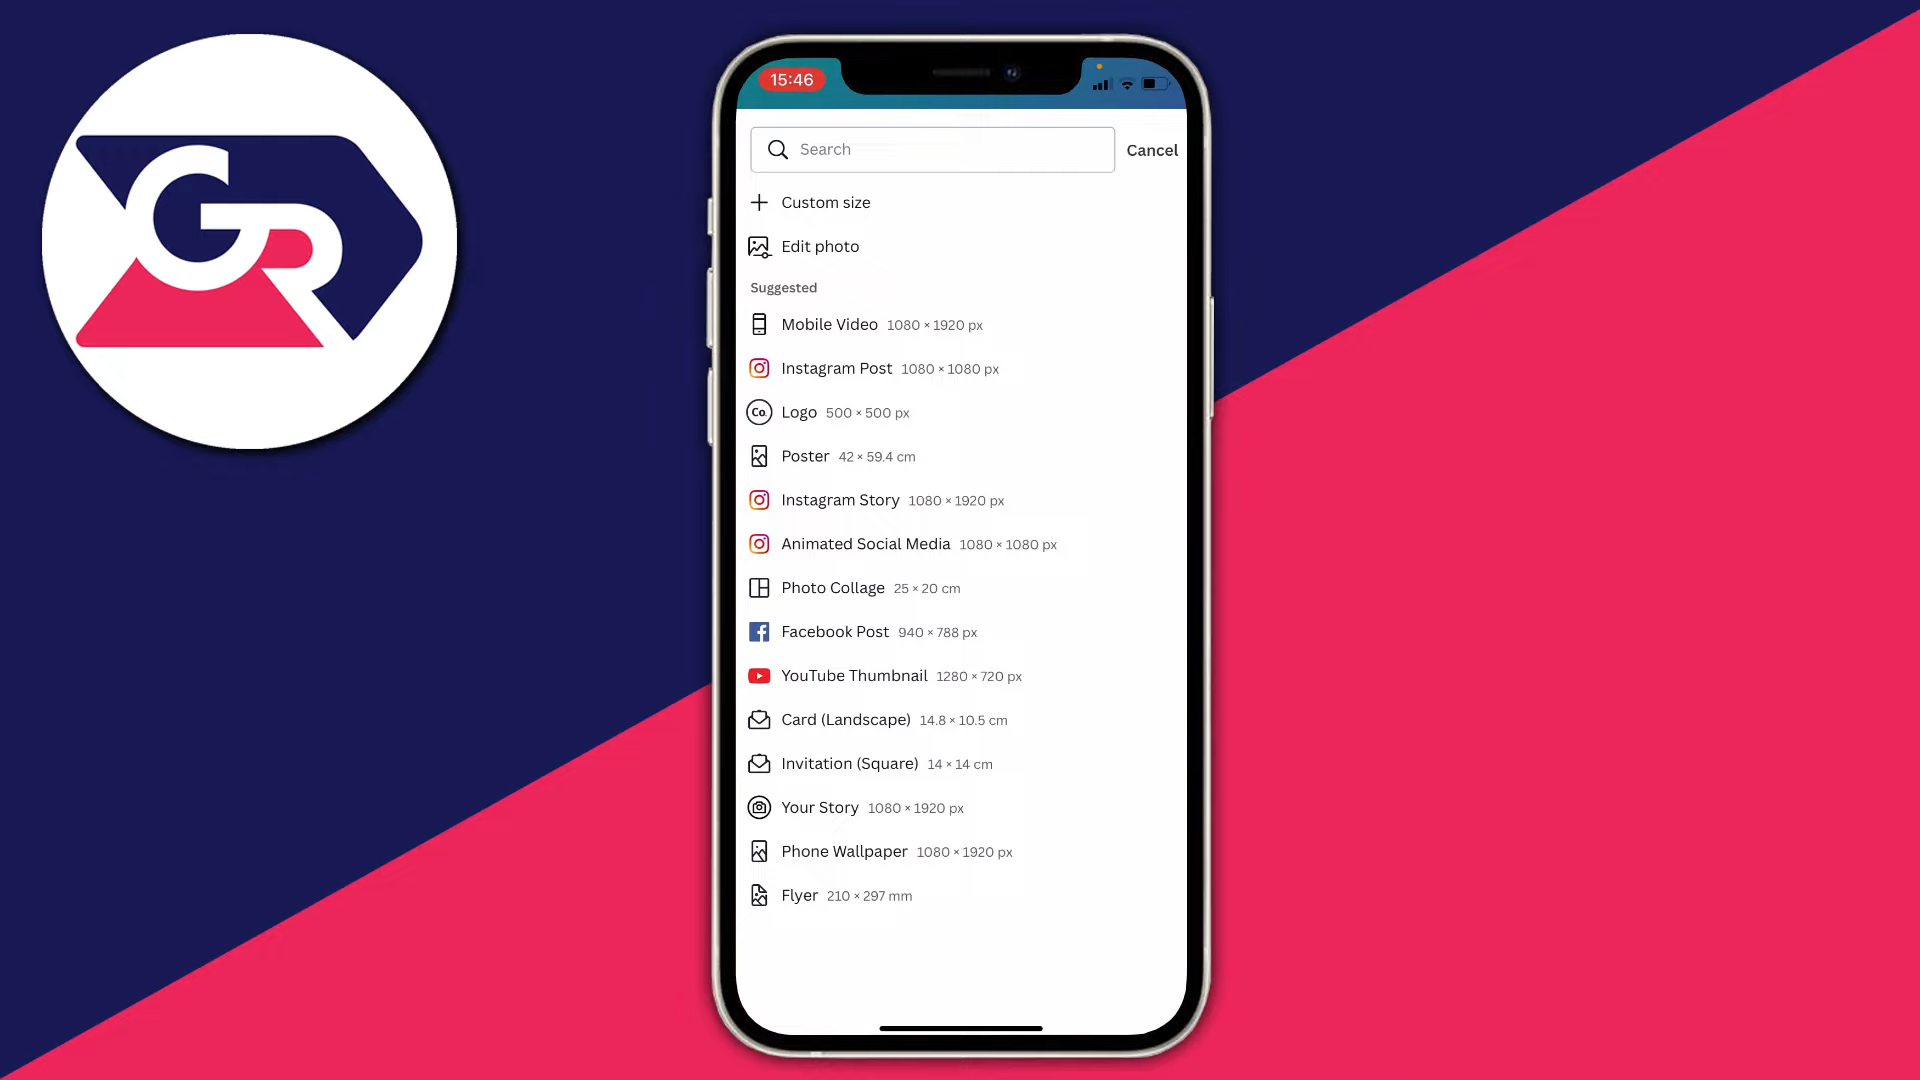 GR
15:46
Search
Cancel
Custom size
Edit photo
Suggested
Mobile Video 1080 × 1920 px
Instagram Post 1080 × 1080 px
Co. Logo 500 × 500 px
Poster 42 × 59.4 cm
Instagram Story 1080 × 1920 px
Animated Social Media 1080 × 1080 px
Photo Collage 25 × 20 cm
Facebook Post 940 × 788 px
YouTube Thumbnail 1280 × 720 px
Card (Landscape) 14.8 × 10.5 cm
Invitation (Square) 14 × 14 cm
Your Story 1080 × 1920 px
Phone Wallpaper 1080 × 1920 px
Flyer 210 × 297 mm